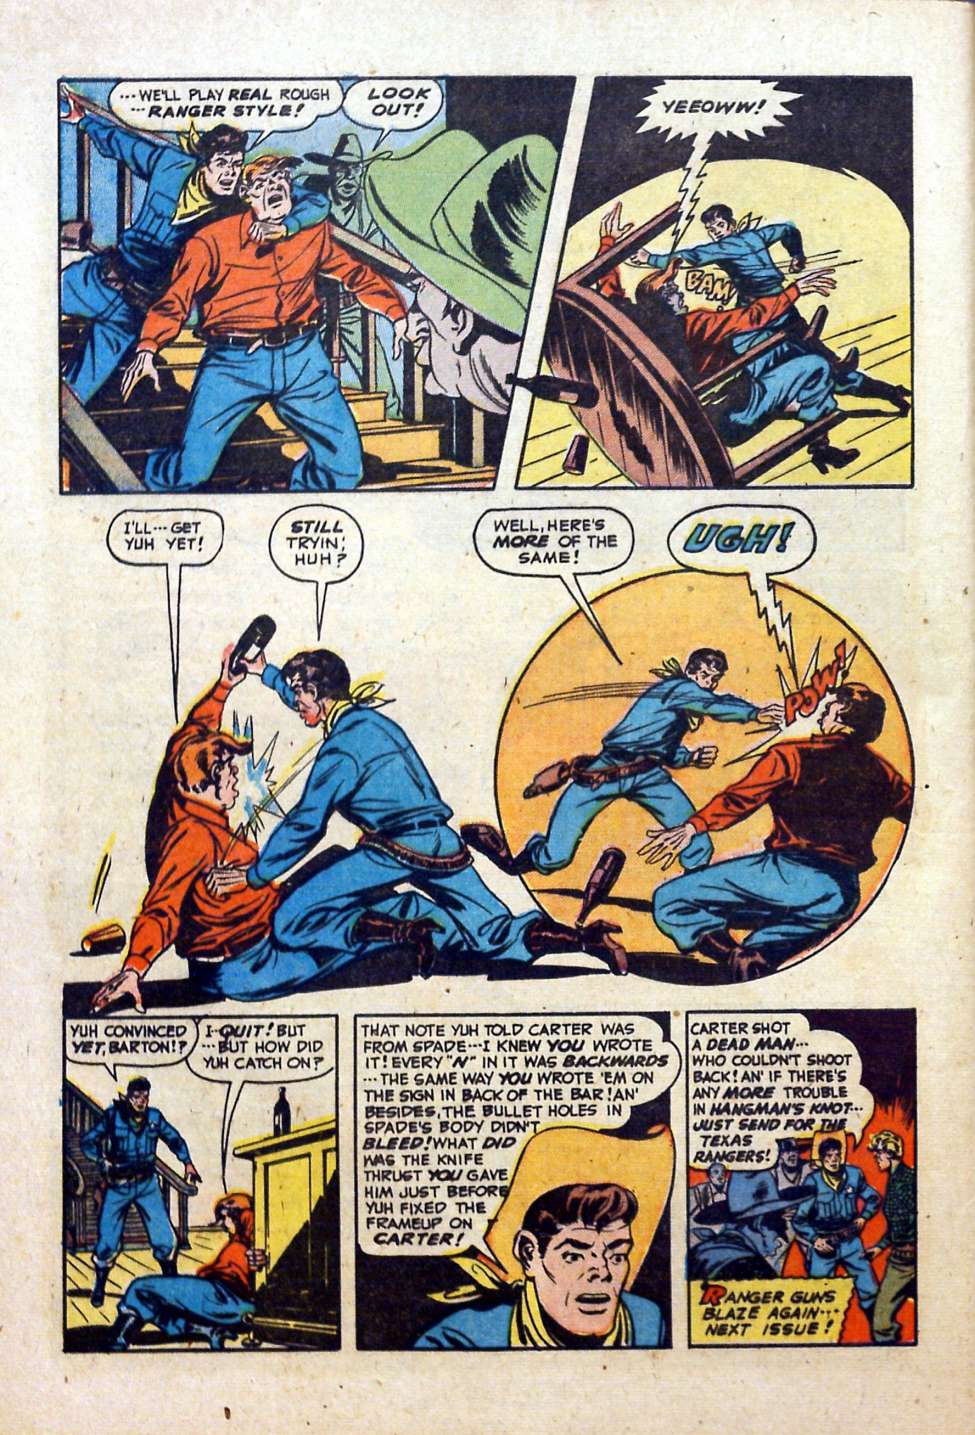 ...WE'LL PLAY REAL ROUGH
...RANGER STYLE!
LOOK
OUT!
YEEOWW!
BAM!
I'LL... GET
YUH YET!
STILL
TRYIN',
HUH?
WELL, HERE'S
MORE OF THE
SAME!
UGH!
POW!
YUH CONVINCED
YET, BARTON!?
I..QUIT! BUT
...BUT HOW DID
YUH CATCH ON?
THAT NOTE YUH TOLD CARTER WAS
FROM SPADE...I KNEW YOU WROTE
IT! EVERY "N" IN IT WAS BACKWARDS
...THE SAME WAY YOU WROTE 'EM ON
THE SIGN IN BACK OF THE BAR! AN'
BESIDES, THE BULLET HOLES IN
SPADE'S BODY DIDN'T
BLEED! WHAT DID
WAS THE KNIFE
THRUST YOU GAVE
HIM JUST BEFORE
YUH FIXED THE
FRAMEUP ON
CARTER!
CARTER SHOT
A DEAD MAN...
WHO COULDN'T SHOOT
BACK! AN' IF THERE'S
ANY MORE TROUBLE
IN HANGMAN'S KNOT...
JUST SEND FOR THE
TEXAS
RANGERS!
RANGER GUNS
BLAZE AGAIN...
NEXT ISSUE!